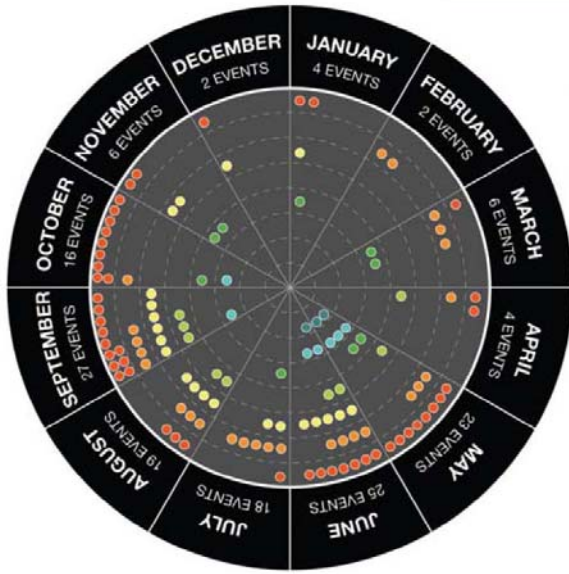 JANUARY
4 EVENTS
FEBRUARY
2 EVENTS
MARCH
6 EVENTS
APRIL
4 EVENTS
MAY
23 EVENTS
JUNE
25 EVENTS
JULY
18 EVENTS
AUGUST
19 EVENTS
SEPTEMBER
27 EVENTS
OCTOBER
16 EVENTS
NOVEMBER
6 EVENTS
DECEMBER
2 EVENTS